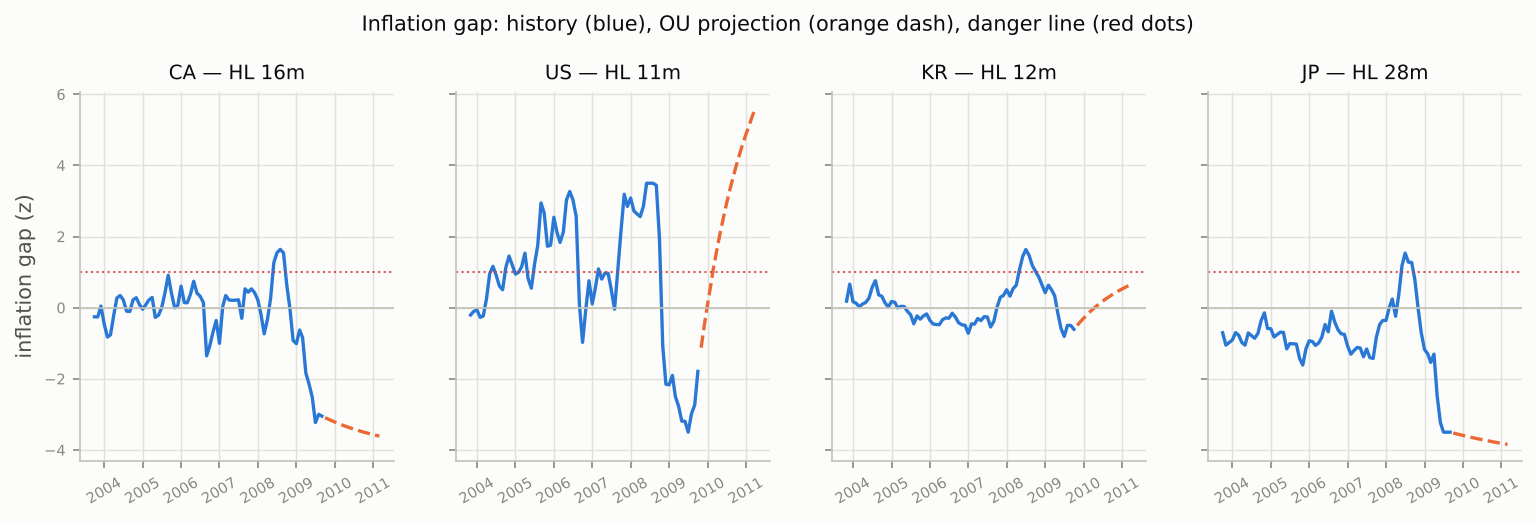 Inflation gap: history (blue), OU projection (orange dash), danger line (red dots)
CA — HL 16m
US — HL 11m
KR — HL 12m
JP — HL 28m
inflation gap (z)
6
4
2
0
−2
−4
2004 2005 2006 2007 2008 2009 2010 2011
2004 2005 2006 2007 2008 2009 2010 2011
2004 2005 2006 2007 2008 2009 2010 2011
2004 2005 2006 2007 2008 2009 2010 2011